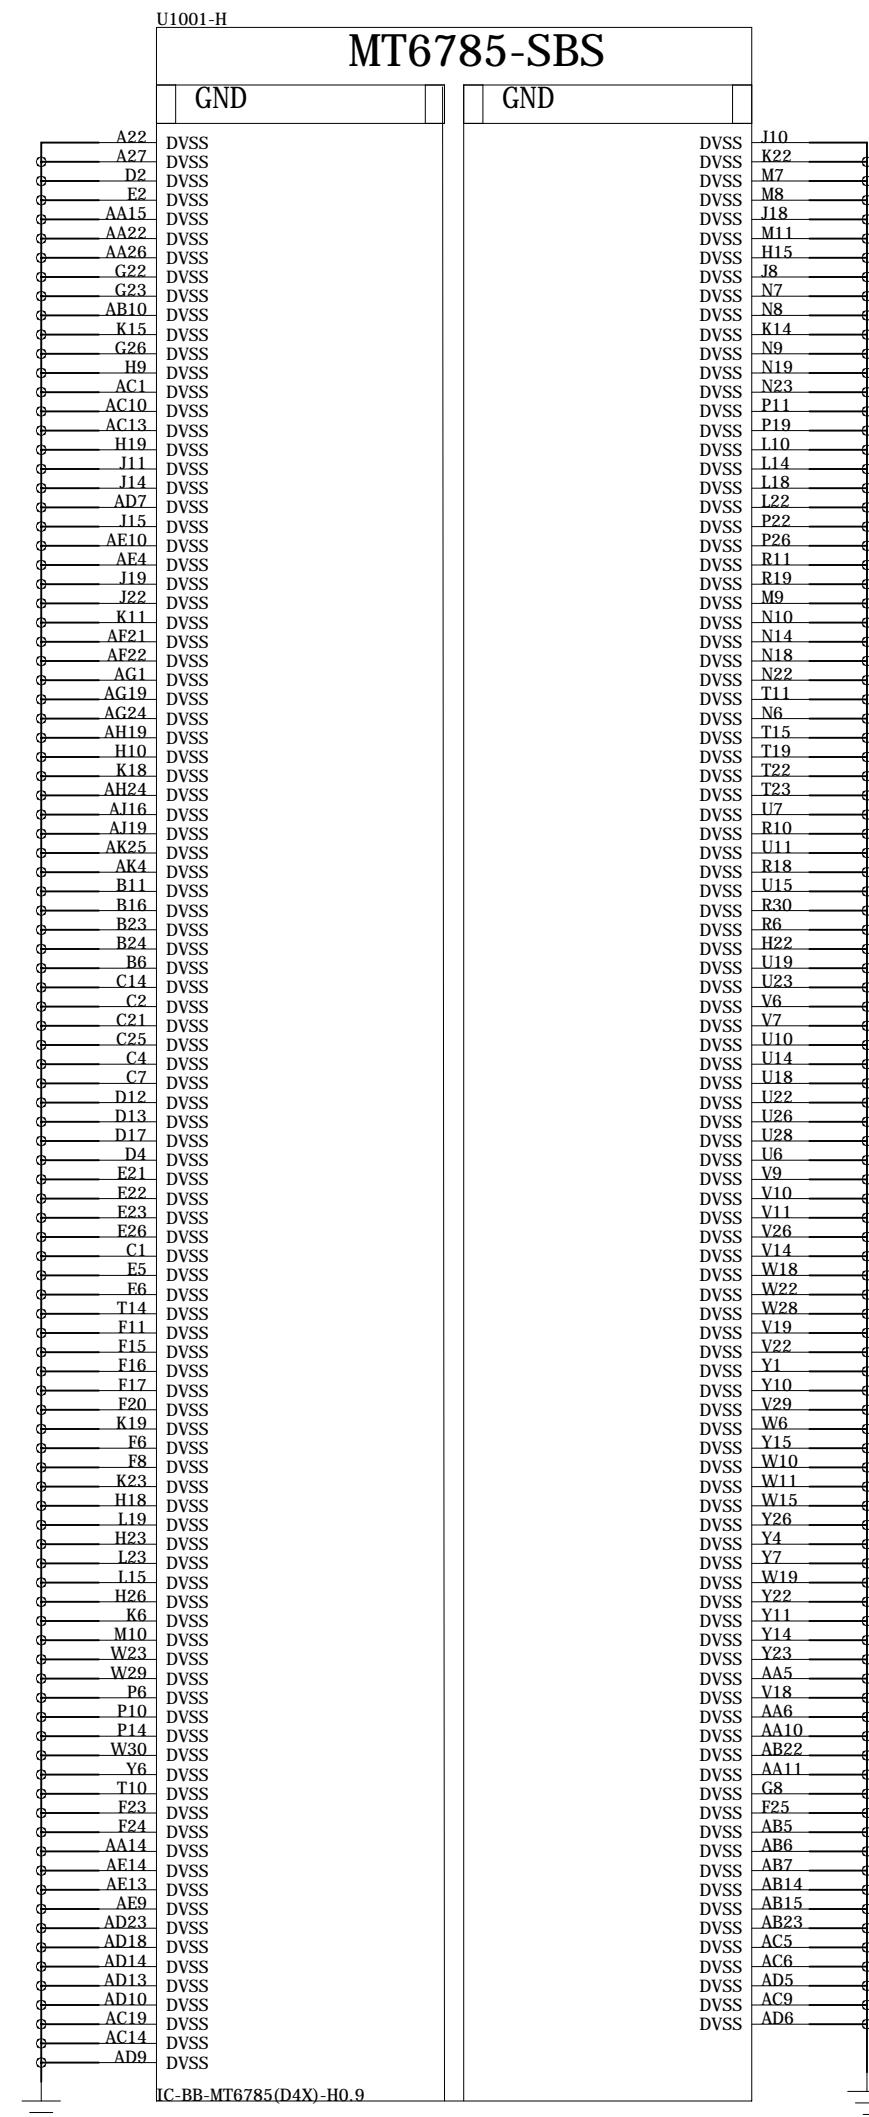 U1001-H
MT6785-SBS
GND GND
A22 DVSS DVSS J10
A27 DVSS DVSS K22
D2 DVSS DVSS M7
E2 DVSS DVSS M8
AA15 DVSS DVSS J18
AA22 DVSS DVSS M11
AA26 DVSS DVSS H15
G22 DVSS DVSS J8
G23 DVSS DVSS N7
AB10 DVSS DVSS N8
K15 DVSS DVSS K14
G26 DVSS DVSS N9
H9 DVSS DVSS N19
AC1 DVSS DVSS N23
AC10 DVSS DVSS P11
AC13 DVSS DVSS P19
H19 DVSS DVSS L10
J11 DVSS DVSS L14
J14 DVSS DVSS L18
AD7 DVSS DVSS L22
J15 DVSS DVSS P22
AE10 DVSS DVSS P26
AE4 DVSS DVSS R11
J19 DVSS DVSS R19
J22 DVSS DVSS M9
K11 DVSS DVSS N10
AF21 DVSS DVSS N14
AF22 DVSS DVSS N18
AG1 DVSS DVSS N22
AG19 DVSS DVSS T11
AG24 DVSS DVSS N6
AH19 DVSS DVSS T15
H10 DVSS DVSS T19
K18 DVSS DVSS T22
AH24 DVSS DVSS T23
AJ16 DVSS DVSS U7
AJ19 DVSS DVSS R10
AK25 DVSS DVSS U11
AK4 DVSS DVSS R18
B11 DVSS DVSS U15
B16 DVSS DVSS R30
B23 DVSS DVSS R6
B24 DVSS DVSS H22
B6 DVSS DVSS U19
C14 DVSS DVSS U23
C2 DVSS DVSS V6
C21 DVSS DVSS V7
C25 DVSS DVSS U10
C4 DVSS DVSS U14
C7 DVSS DVSS U18
D12 DVSS DVSS U22
D13 DVSS DVSS U26
D17 DVSS DVSS U28
D4 DVSS DVSS U6
E21 DVSS DVSS V9
E22 DVSS DVSS V10
E23 DVSS DVSS V11
E26 DVSS DVSS V26
C1 DVSS DVSS V14
E5 DVSS DVSS W18
E6 DVSS DVSS W22
T14 DVSS DVSS W28
F11 DVSS DVSS V19
F15 DVSS DVSS V22
F16 DVSS DVSS Y1
F17 DVSS DVSS Y10
F20 DVSS DVSS V29
K19 DVSS DVSS W6
F6 DVSS DVSS Y15
F8 DVSS DVSS W10
K23 DVSS DVSS W11
H18 DVSS DVSS W15
L19 DVSS DVSS Y26
H23 DVSS DVSS Y4
L23 DVSS DVSS Y7
L15 DVSS DVSS W19
H26 DVSS DVSS Y22
K6 DVSS DVSS Y11
M10 DVSS DVSS Y14
W23 DVSS DVSS Y23
W29 DVSS DVSS AA5
P6 DVSS DVSS V18
P10 DVSS DVSS AA6
P14 DVSS DVSS AA10
W30 DVSS DVSS AB22
Y6 DVSS DVSS AA11
T10 DVSS DVSS G8
F23 DVSS DVSS F25
F24 DVSS DVSS AB5
AA14 DVSS DVSS AB6
AE14 DVSS DVSS AB7
AE13 DVSS DVSS AB14
AE9 DVSS DVSS AB15
AD23 DVSS DVSS AB23
AD18 DVSS DVSS AC5
AD14 DVSS DVSS AC6
AD13 DVSS DVSS AD5
AD10 DVSS DVSS AC9
AC19 DVSS DVSS AD6
AC14 DVSS
AD9 DVSS
IC-BB-MT6785(D4X)-H0.9